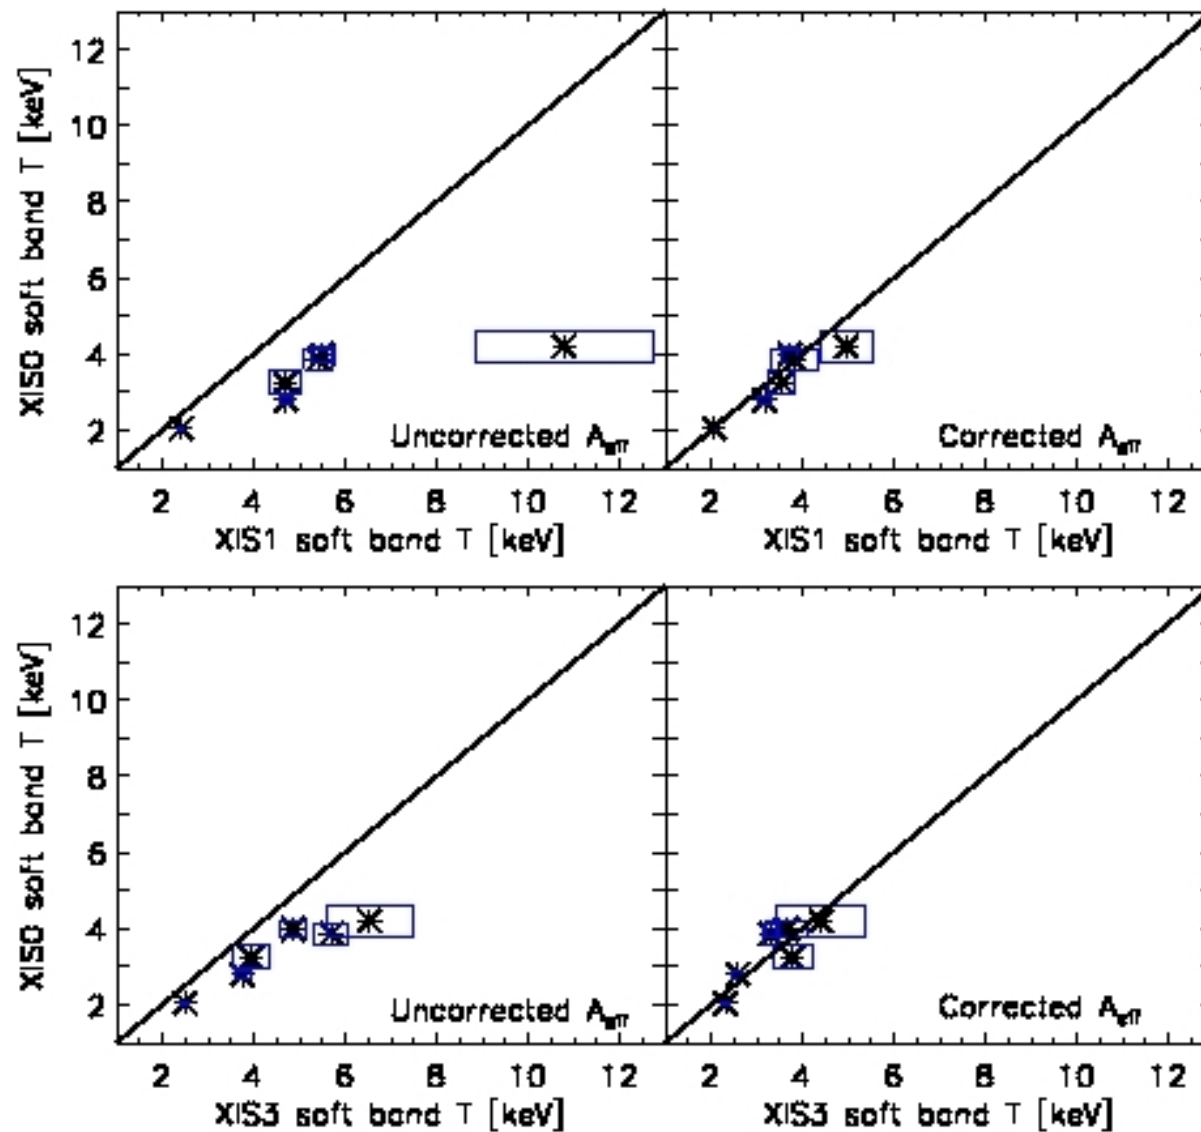 12
10
8
6
4
2
XIS0 soft band T [keV]
Uncorrected A_eff
Corrected A_eff
2 4 6 8 10 12
2 4 6 8 10 12
XIS1 soft band T [keV]
XIS1 soft band T [keV]
12
10
8
6
4
2
XIS0 soft band T [keV]
Uncorrected A_eff
Corrected A_eff
2 4 6 8 10 12
2 4 6 8 10 12
XIS3 soft band T [keV]
XIS3 soft band T [keV]